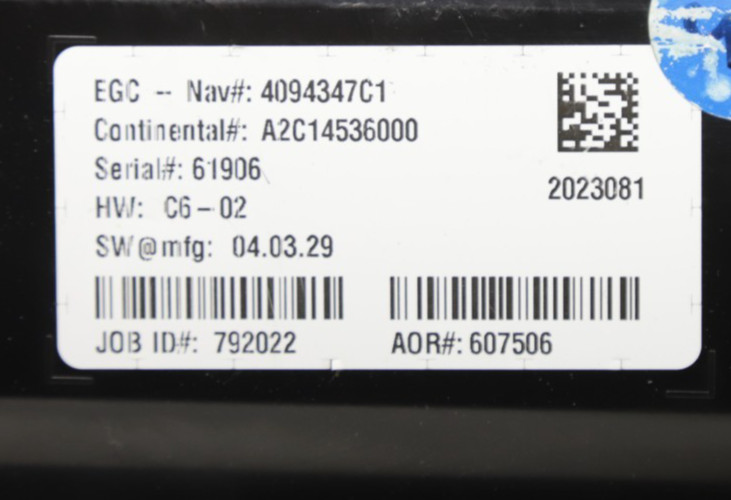 EGC -- Nav#: 4094347C1
Continental#: A2C14536000
Serial#: 61906
2023081
HW: C6-02
SW@mfg: 04.03.29
JOB ID#: 792022
AOR#: 607506